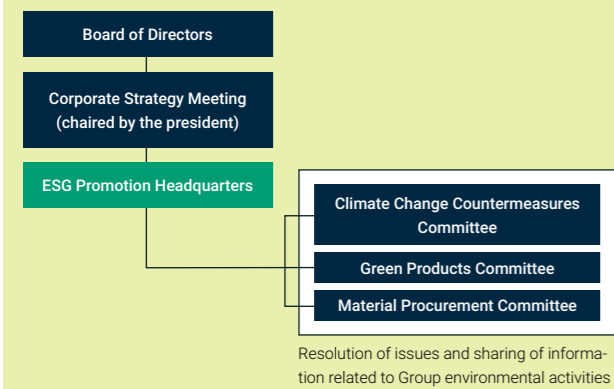 Board of Directors
Corporate Strategy Meeting
(chaired by the president)
ESG Promotion Headquarters
Climate Change Countermeasures
Committee
Green Products Committee
Material Procurement Committee
Resolution of issues and sharing of informa-
tion related to Group environmental activities